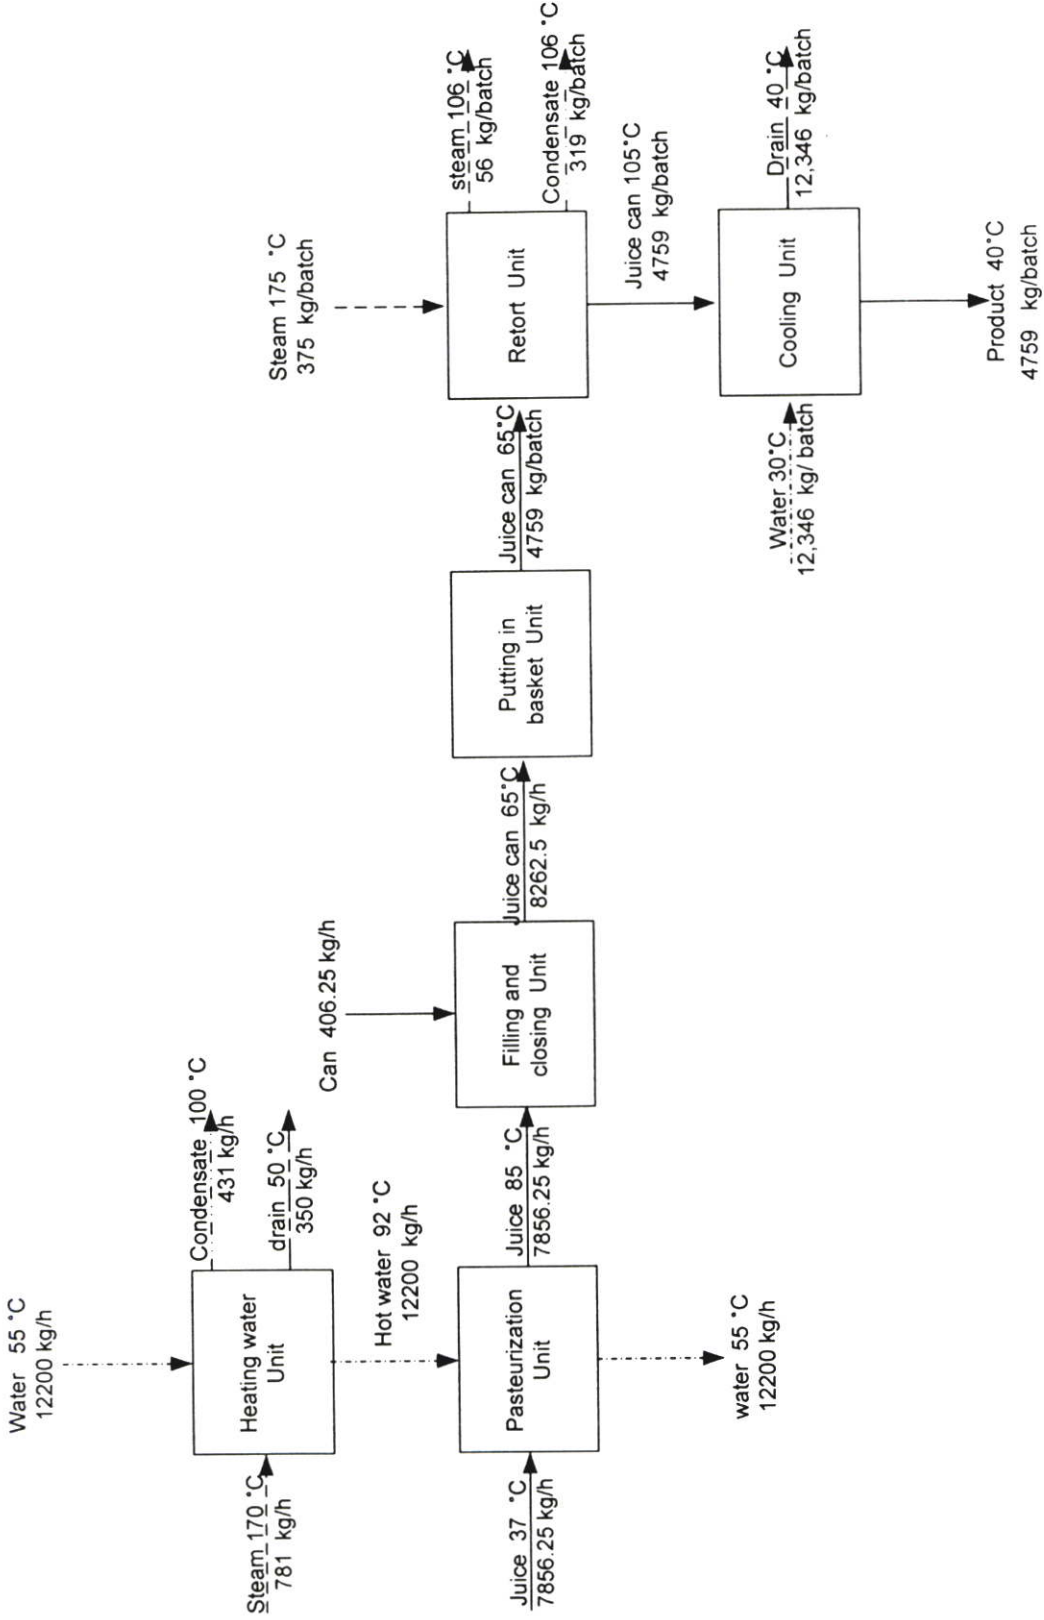 Water 55 °C
12200 kg/h
Steam 170 °C
781 kg/h
Heating water
Unit
Condensate 100 °C
431 kg/h
drain 50 °C
350 kg/h
Hot water 92 °C
12200 kg/h
Juice 37 °C
7856.25 kg/h
Pasteurization
Unit
water 55 °C
12200 kg/h
Juice 85 °C
7856.25 kg/h
Can 406.25 kg/h
Filling and
closing Unit
Juice can 65°C
8262.5 kg/h
Putting in
basket Unit
Juice can 65°C
4759 kg/batch
Steam 175 °C
375 kg/batch
Retort Unit
steam 106 °C
56 kg/batch
Condensate 106 °C
319 kg/batch
Juice can 105°C
4759 kg/batch
Water 30°C
12,346 kg/ batch
Cooling Unit
Drain 40 °C
12,346 kg/batch
Product 40°C
4759 kg/batch